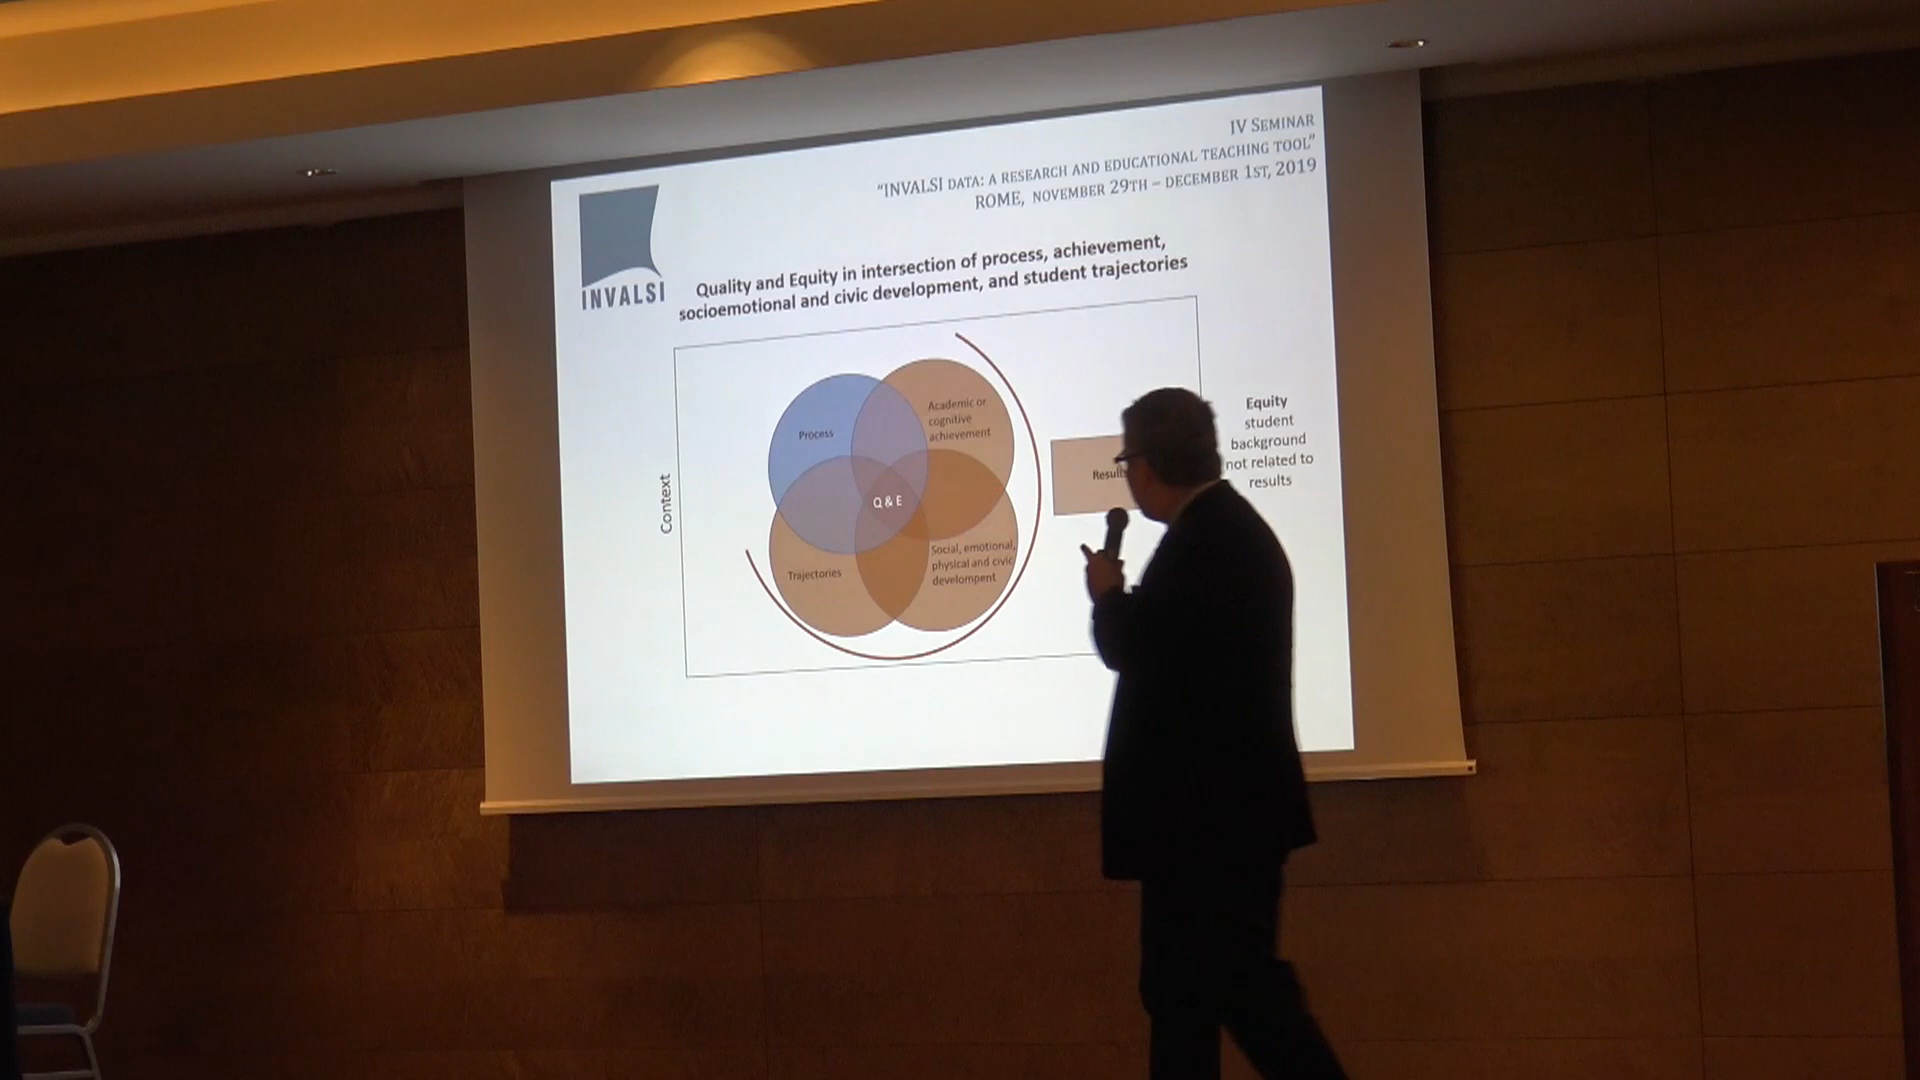 IV SEMINAR
“INVALSI DATA: A RESEARCH AND EDUCATIONAL TEACHING TOOL”
ROME, NOVEMBER 29TH – DECEMBER 1ST, 2019
INVALSI
Quality and Equity in intersection of process, achievement,
socioemotional and civic development, and student trajectories
Context
Process
Academic or
cognitive
achievement
Q & E
Trajectories
Social, emotional,
physical and civic
develompent
Results
Equity
student
background
not related to
results